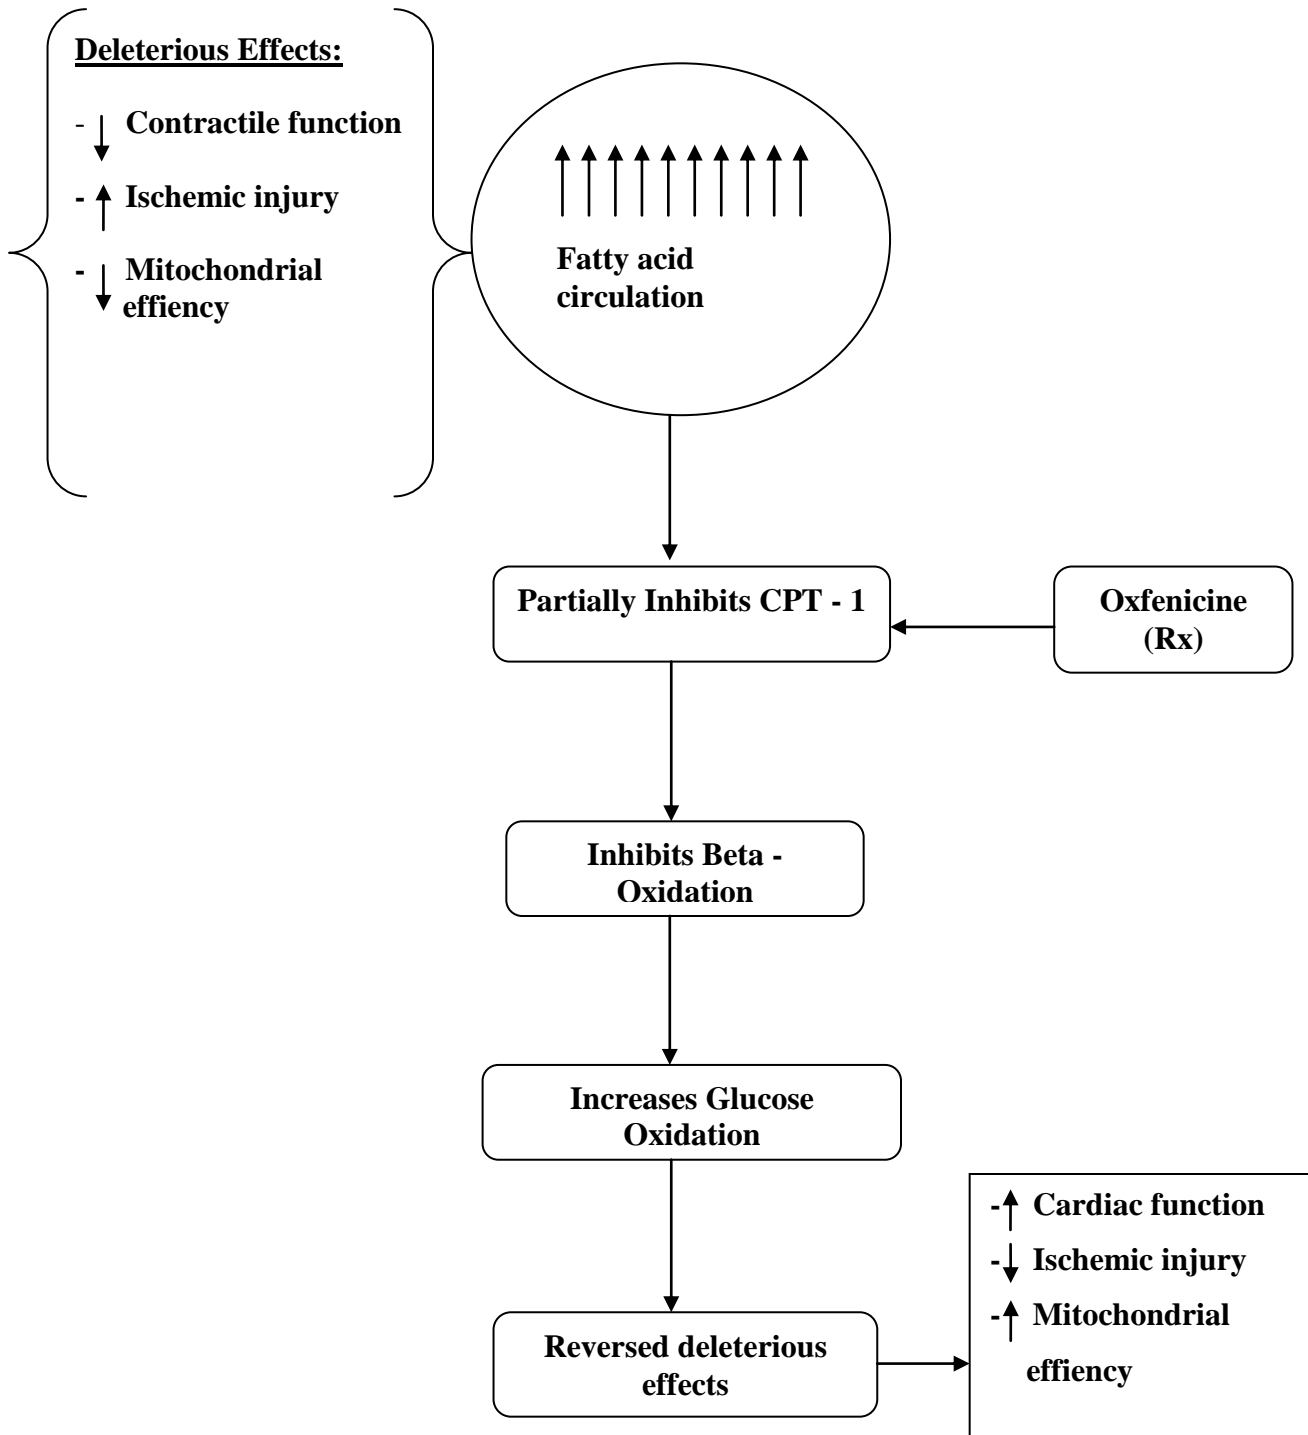 Deleterious Effects:
- Contractile function
- Ischemic injury
- Mitochondrial
effiency
Fatty acid
circulation
Partially Inhibits CPT - 1
Oxfenicine
(Rx)
Inhibits Beta -
Oxidation
Increases Glucose
Oxidation
Reversed deleterious
effects
- Cardiac function
- Ischemic injury
- Mitochondrial
effiency